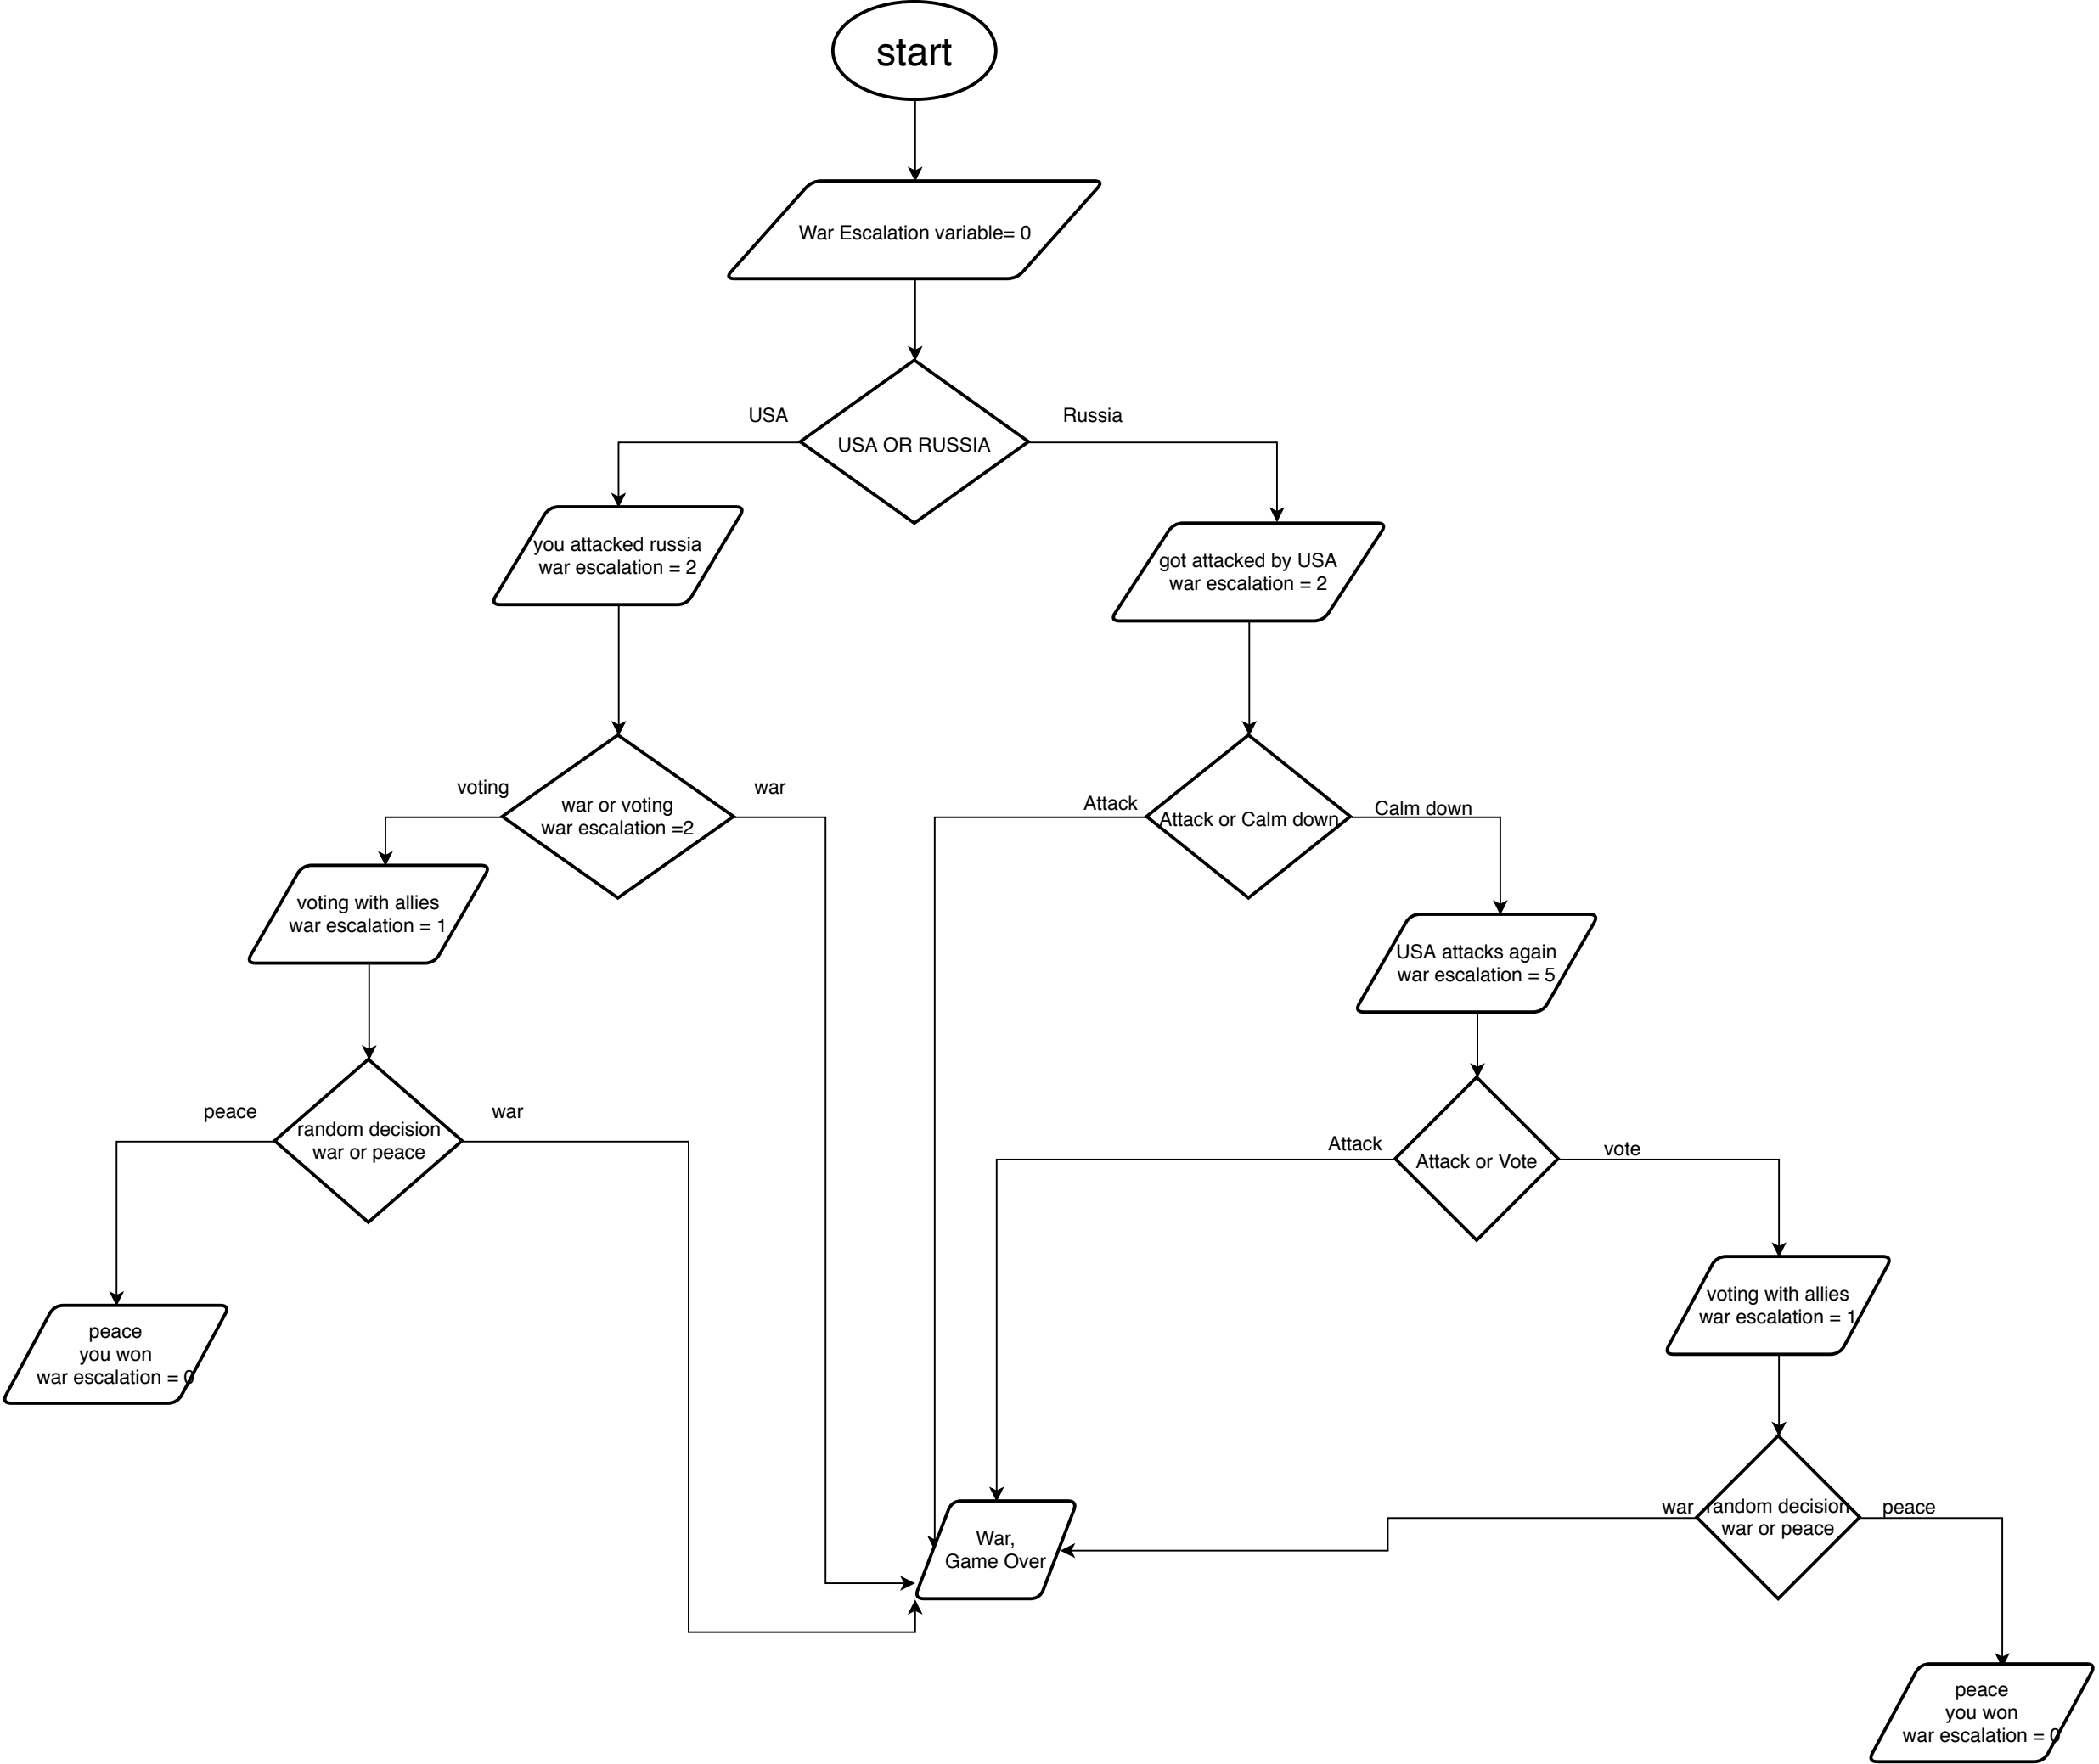 start
War Escalation variable= 0
USA
Russia
USA OR RUSSIA
you attacked russia
war escalation = 2
got attacked by USA
war escalation = 2
voting
war
war or voting
war escalation =2
Attack
Calm down
Attack or Calm down
voting with allies
war escalation = 1
USA attacks again
war escalation = 5
peace
war
random decision
war or peace
Attack
vote
Attack or Vote
voting with allies
war escalation = 1
peace
you won
war escalation = 0
war
random decision
war or peace
peace
War,
Game Over
peace
you won
war escalation = 0